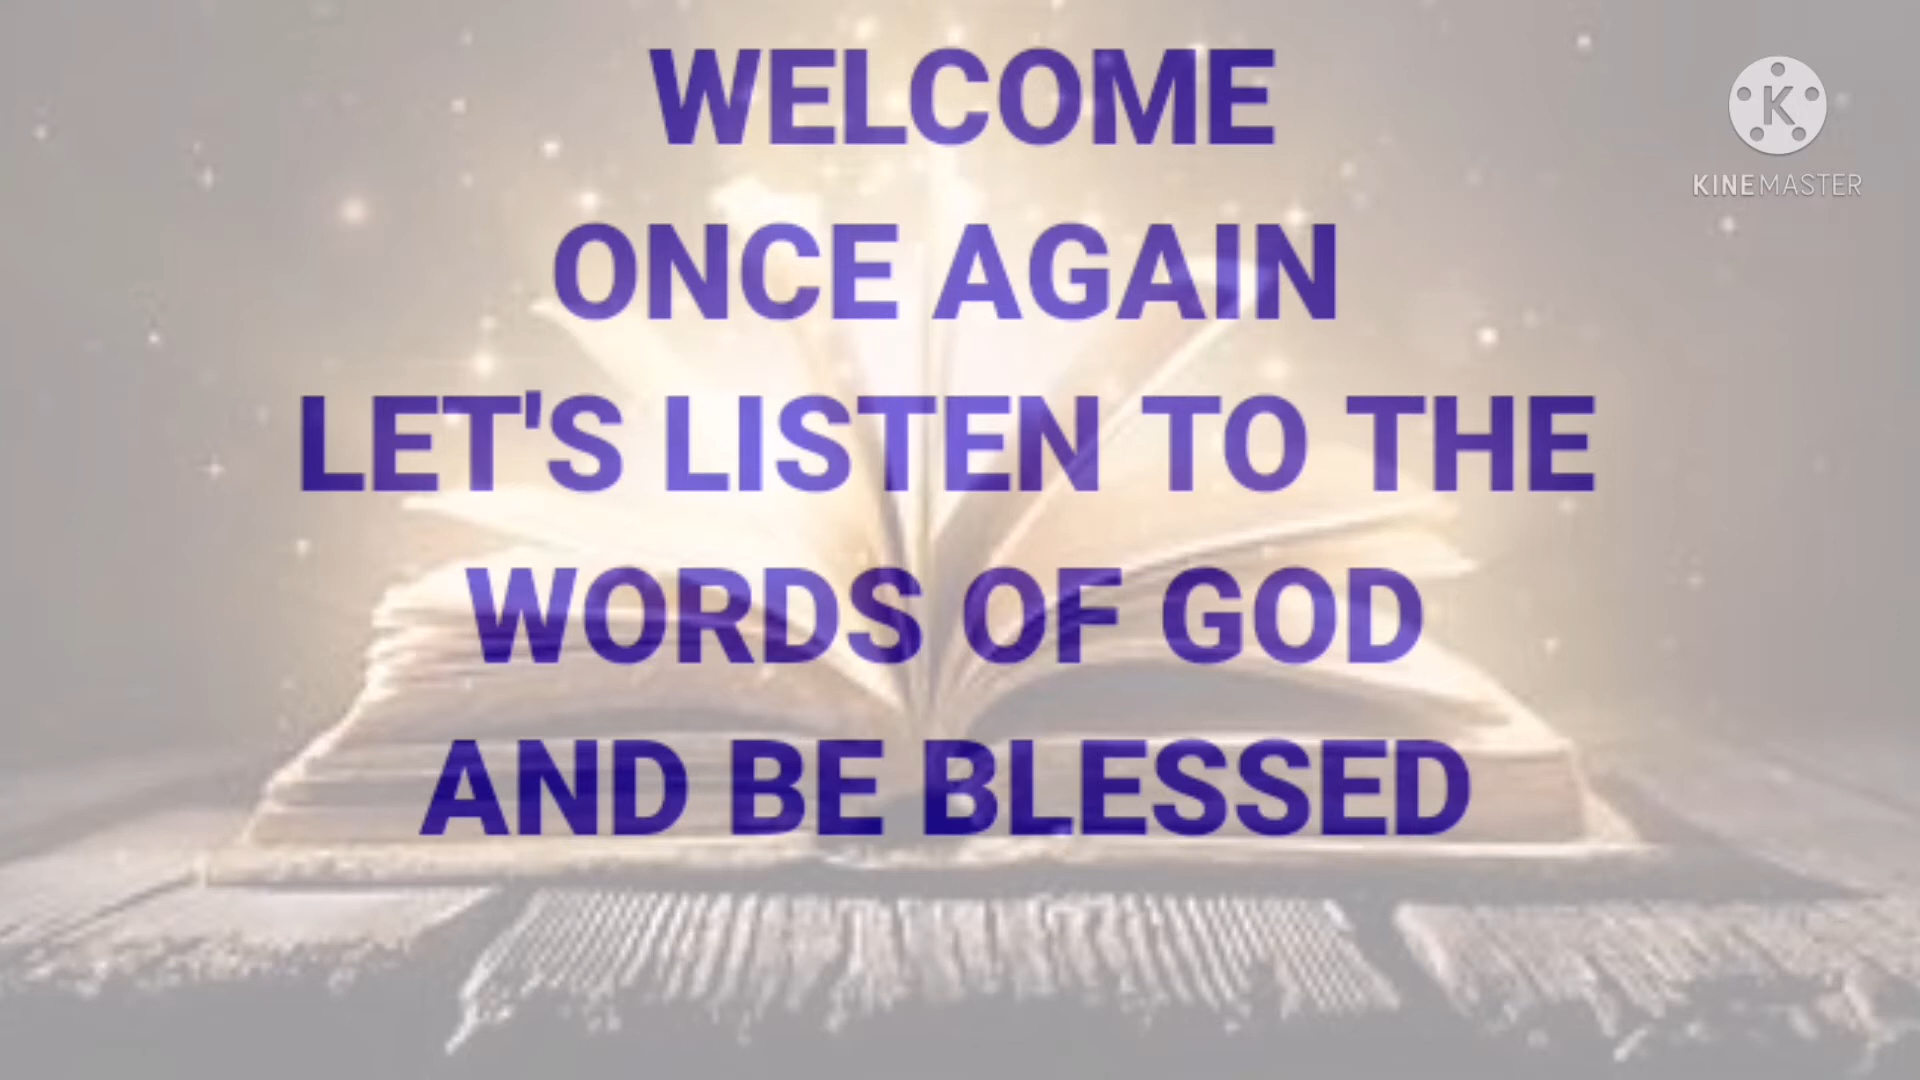 WELCOME
ONCE AGAIN
LET'S LISTEN TO THE
WORDS OF GOD
AND BE BLESSED
K
KINEMASTER